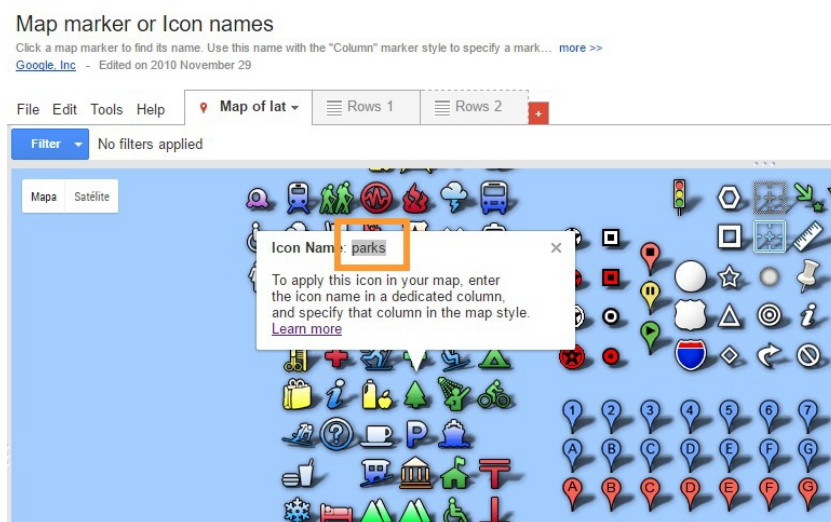 Map marker or Icon names
Click a map marker to find its name. Use this name with the "Column" marker style to specify a mark... more >>
Google, Inc - Edited on 2010 November 29
File Edit Tools Help Map of lat Rows 1 Rows 2 +
Filter No filters applied
Mapa Satélite
Icon Name: parks
To apply this icon in your map, enter
the icon name in a dedicated column,
and specify that column in the map style.
Learn more
1 2 3 4 5 6 7
A B C D E F G
A B C D E F G